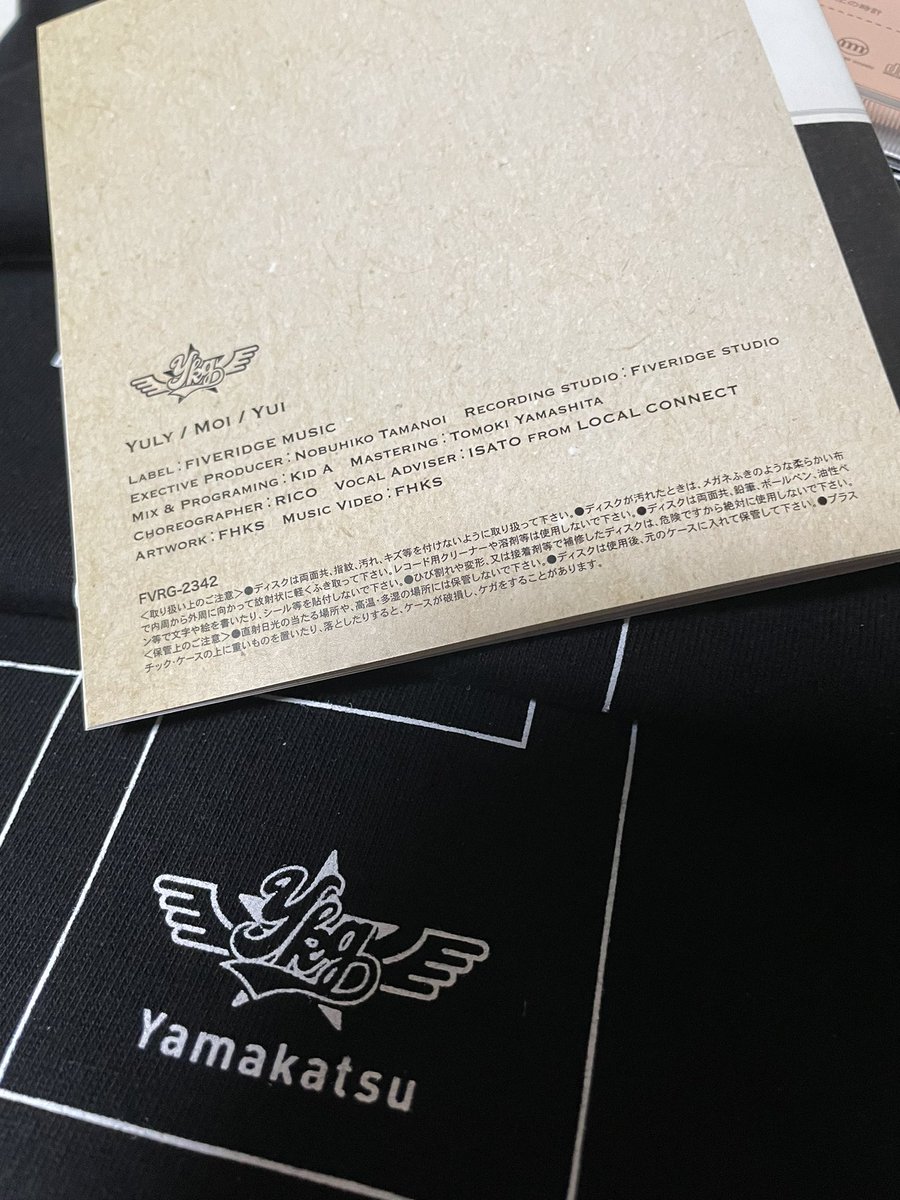 の時計
YKD
YULY / MOI / YUI
LABEL : FIVERIDGE MUSIC
EXECTIVE PRODUCER : NOBUHIKO TAMANOI RECORDING STUDIO : FIVERIDGE STUDIO
MIX & PROGRAMING : KID A MASTERING : TOMOKI YAMASHITA
CHOREOGRAPHER : RICO VOCAL ADVISER : ISATO FROM LOCAL CONNECT
ARTWORK : FHKS MUSIC VIDEO : FHKS
FVRG-2342
<取り扱い上のご注意>●ディスクは両面共、指紋、汚れ、キズ等を付けないように取り扱って下さい。●ディスクが汚れたときは、メガネふきのような柔らかい布
で内周から外周に向かって放射状に軽くふき取って下さい。レコード用クリーナーや溶剤等は使用しないで下さい。●ディスクは両面共、鉛筆、ボールペン、油性ペ
ン等で文字や絵を書いたり、シール等を貼付しないで下さい。●ひび割れや変形、又は接着剤等で補修したディスクは、危険ですから絶対に使用しないで下さい。
<保管上のご注意>●直射日光の当たる場所や、高温・多湿の場所には保管しないで下さい。●ディスクは使用後、元のケースに入れて保管して下さい。●プラス
チック・ケースの上に重いものを置いたり、落としたりすると、ケースが破損し、ケガをすることがあります。
YKD
Yamakatsu